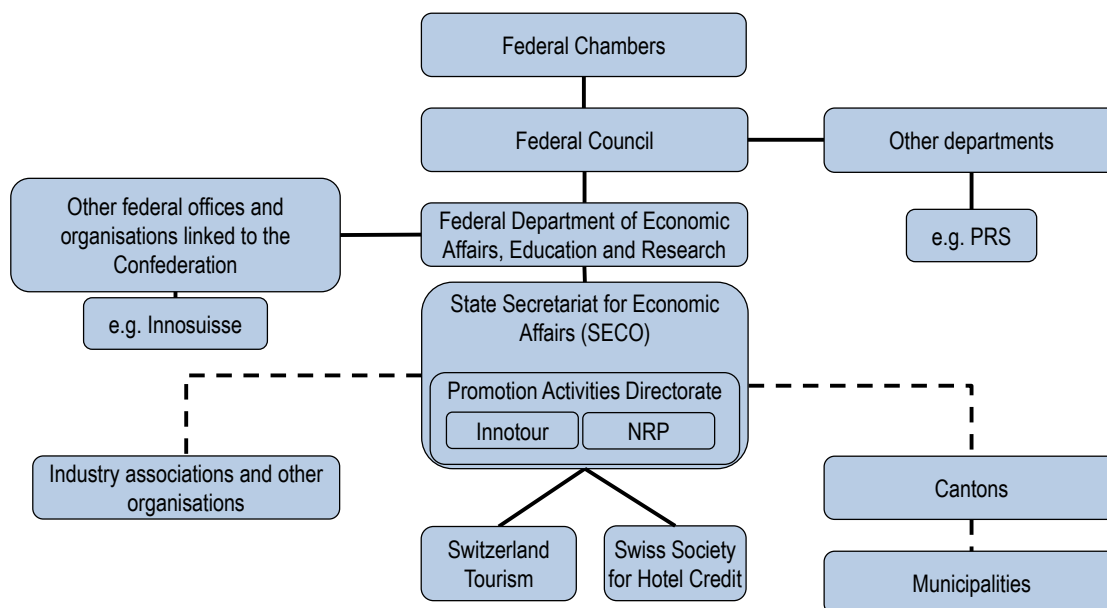 Federal Chambers
Federal Council
Other departments
Other federal offices and
organisations linked to the
Confederation
Federal Department of Economic
Affairs, Education and Research
e.g. PRS
e.g. Innosuisse
State Secretariat for Economic
Affairs (SECO)
Promotion Activities Directorate
Innotour
NRP
Industry associations and other
organisations
Cantons
Switzerland
Tourism
Swiss Society
for Hotel Credit
Municipalities